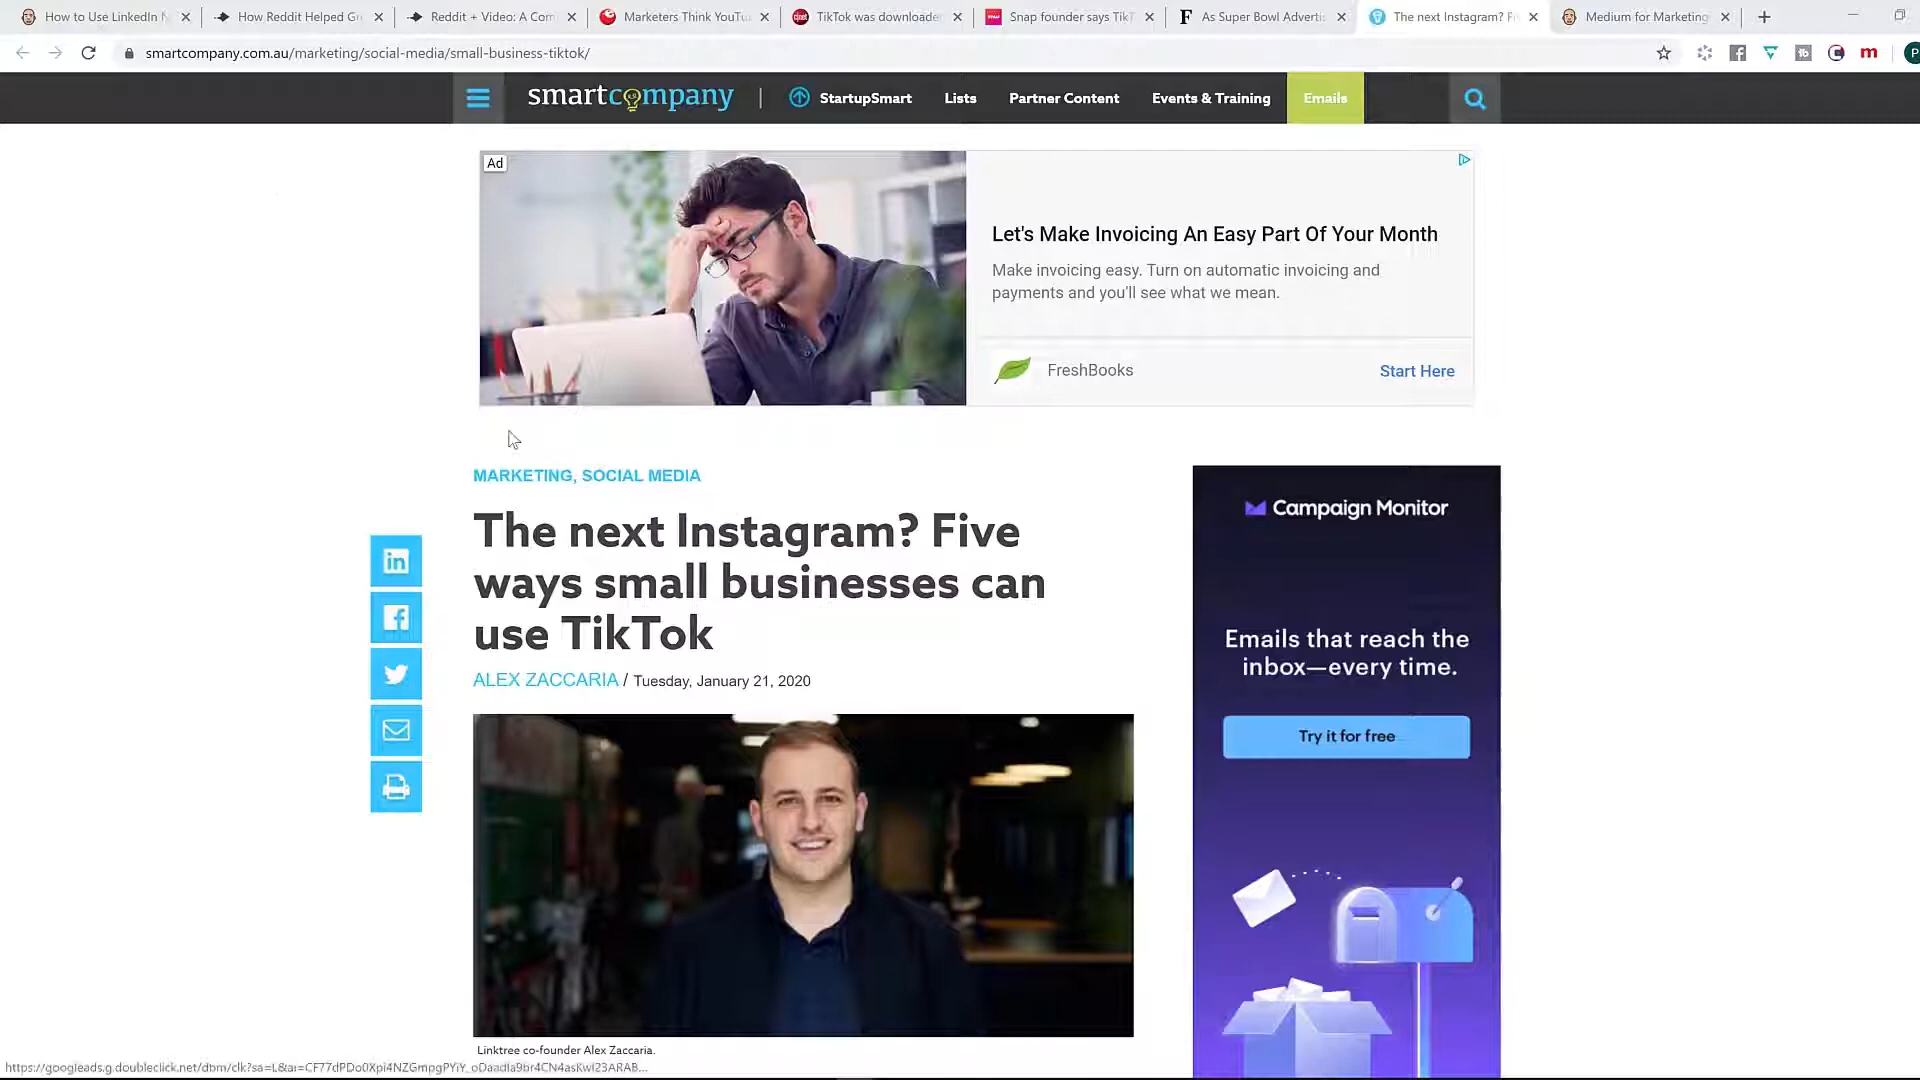 How to Use LinkedIn
How Reddit Helped Gr
Reddit + Video: A Com
Marketers Think YouTu
TikTok was downloade
Snap founder says TikT
As Super Bowl Adverti
The next Instagram? Fi
Medium for Marketing
smartcompany.com.au/marketing/social-media/small-business-tiktok/
smartcompany | StartupSmart Lists Partner Content Events & Training Emails
Ad
Let's Make Invoicing An Easy Part Of Your Month
Make invoicing easy. Turn on automatic invoicing and
payments and you'll see what we mean.
FreshBooks
Start Here
MARKETING, SOCIAL MEDIA
The next Instagram? Five
ways small businesses can
use TikTok
ALEX ZACCARIA / Tuesday, January 21, 2020
Linktree co-founder Alex Zaccaria.
Campaign Monitor
Emails that reach the
inbox—every time.
Try it for free